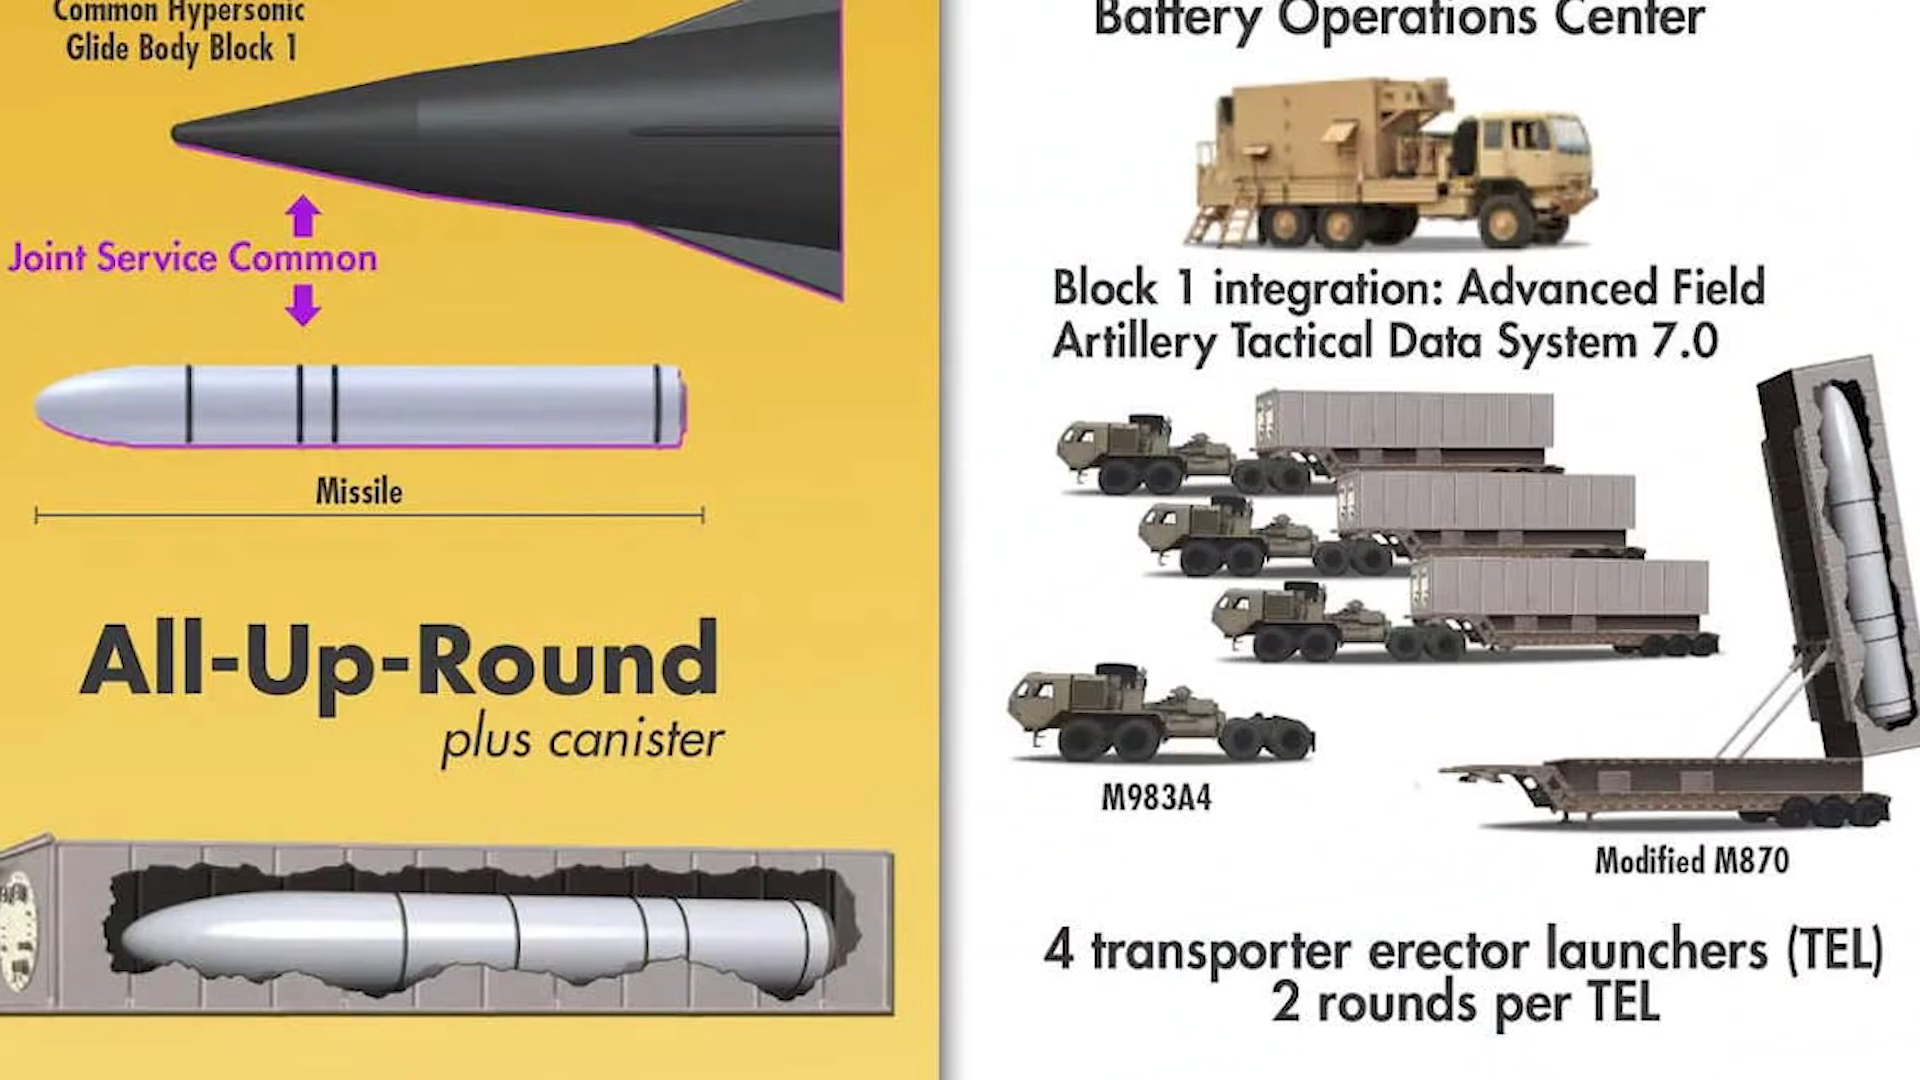 Common Hypersonic
Glide Body Block 1
Joint Service Common
Missile
All-Up-Round
plus canister
Battery Operations Center
Block 1 integration: Advanced Field
Artillery Tactical Data System 7.0
M983A4
Modified M870
4 transporter erector launchers (TEL)
2 rounds per TEL